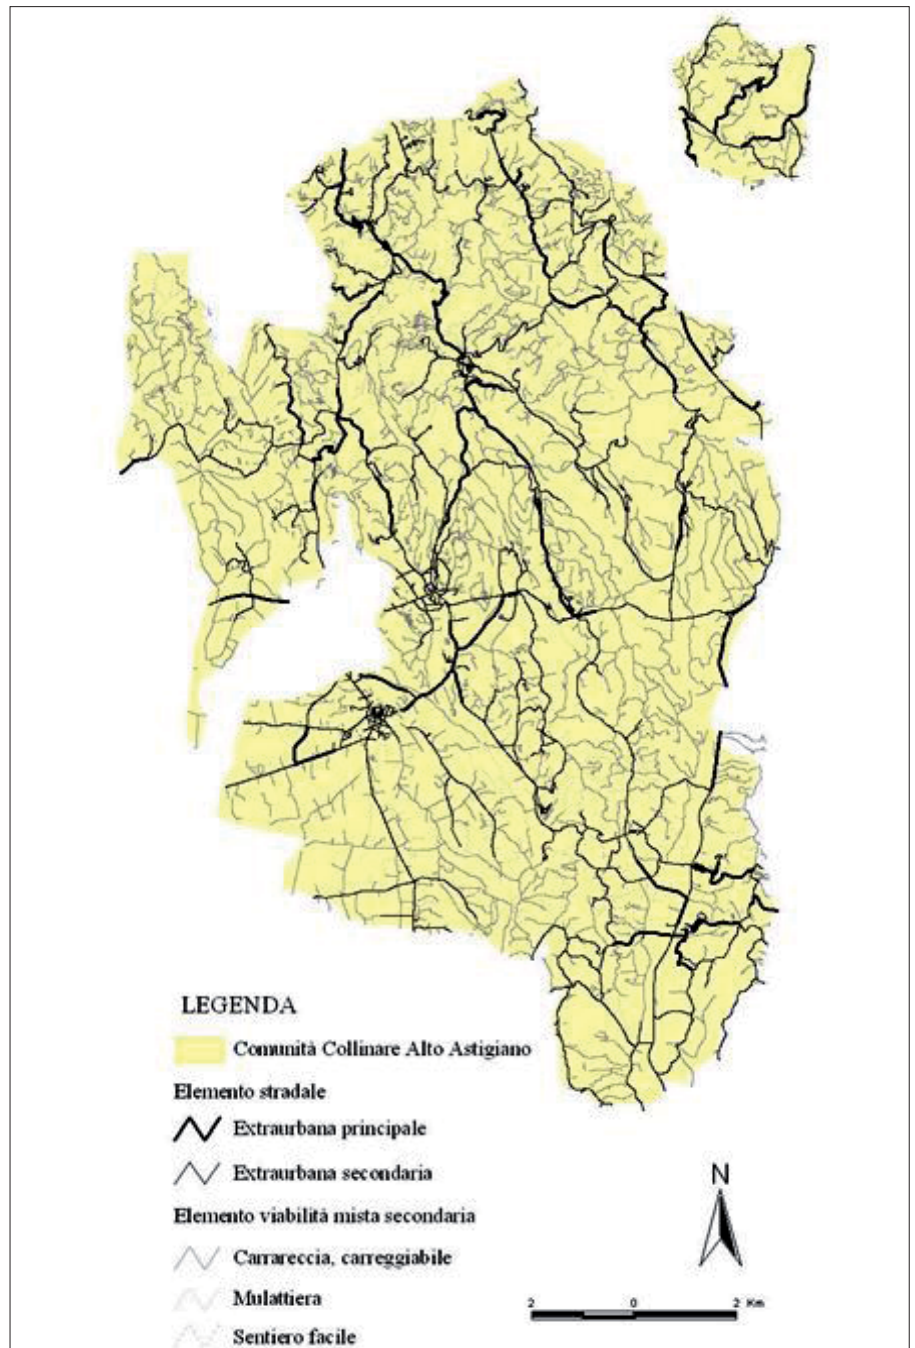 LEGENDA
Comunità Collinare Alto Astigiano
Elemento stradale
Extraurbana principale
Extraurbana secondaria
Elemento viabilità mista secondaria
Carrareccia, carreggiabile
Mulattiera
Sentiero facile
N
2 0 2 Km